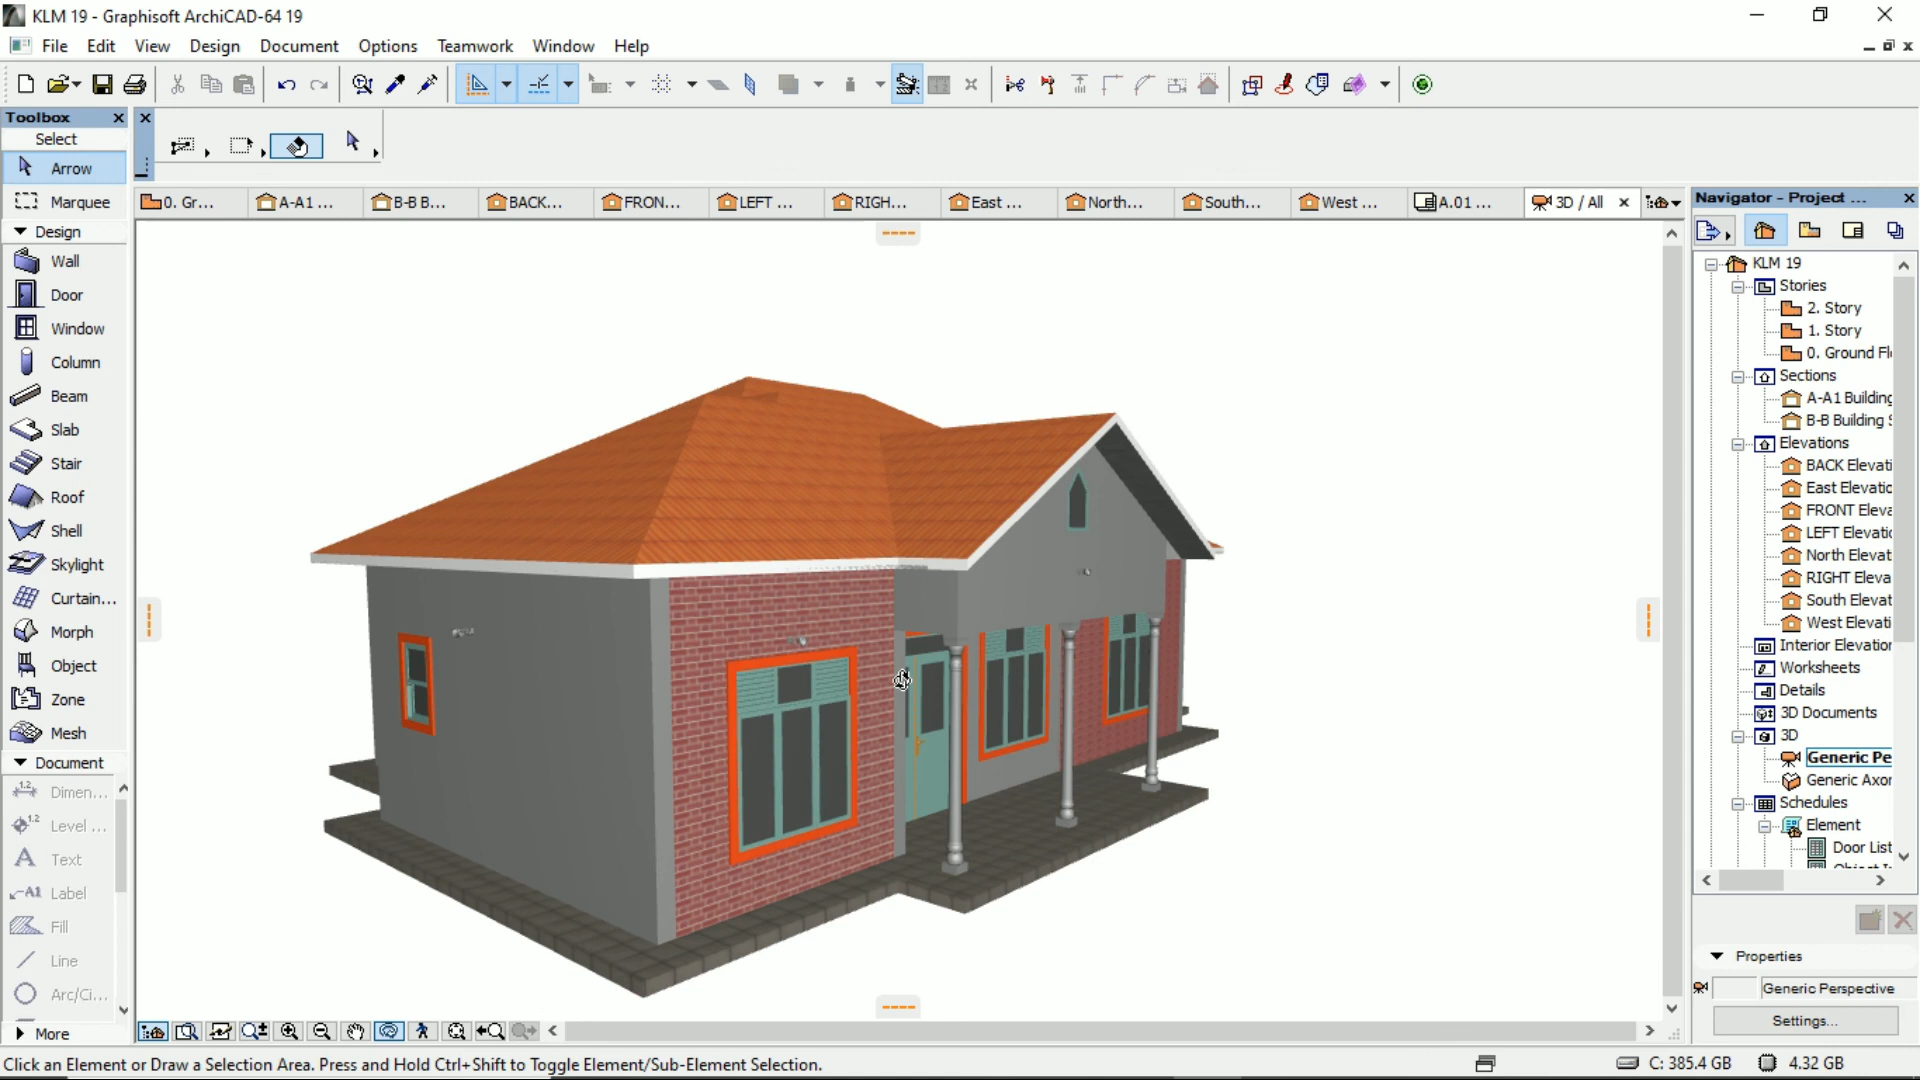 KLM 19 - Graphisoft ArchiCAD-64 19
File Edit View Design Document Options Teamwork Window Help
Toolbox
Select
Arrow
Marquee
Design
Wall
Door
Window
Column
Beam
Slab
Stair
Roof
Shell
Skylight
Curtain...
Morph
Object
Zone
Mesh
Document
1.2 Dimen...
1.2 Level ...
A Text
A1 Label
Fill
Line
Arc/Ci...
More
0. Gr... A-A1 ... B-B B... BACK... FRON... LEFT ... RIGH... East ... North... South... West ... A.01 ... 3D / All
Navigator - Project ...
KLM 19
Stories
2. Story
1. Story
0. Ground Fl
Sections
A-A1 Building
B-B Building S
Elevations
BACK Elevati
East Elevatic
FRONT Eleva
LEFT Elevatic
North Elevat
RIGHT Eleva
South Elevat
West Elevati
Interior Elevation
Worksheets
Details
3D Documents
3D
Generic Pe
Generic Axor
Schedules
Element
Door List
Properties
Generic Perspective
Settings...
Click an Element or Draw a Selection Area. Press and Hold Ctrl+Shift to Toggle Element/Sub-Element Selection.
C: 385.4 GB 4.32 GB